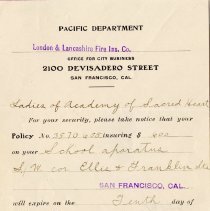 PACIFIC DEPARTMENT
London & Lancashire Fire Ins. Co.
OFFICE FOR CITY BUSINESS
2100 DEVISADERO STREET
SAN FRANCISCO, CAL.
Ladies of Academy of Sacred Heart
For your security, please take notice that your
Policy No. 3570 insuring $
on your School aparatus
S, W cor Ellis & Franklin
SAN FRANCISCO, CAL.
will expire on the Tenth day of